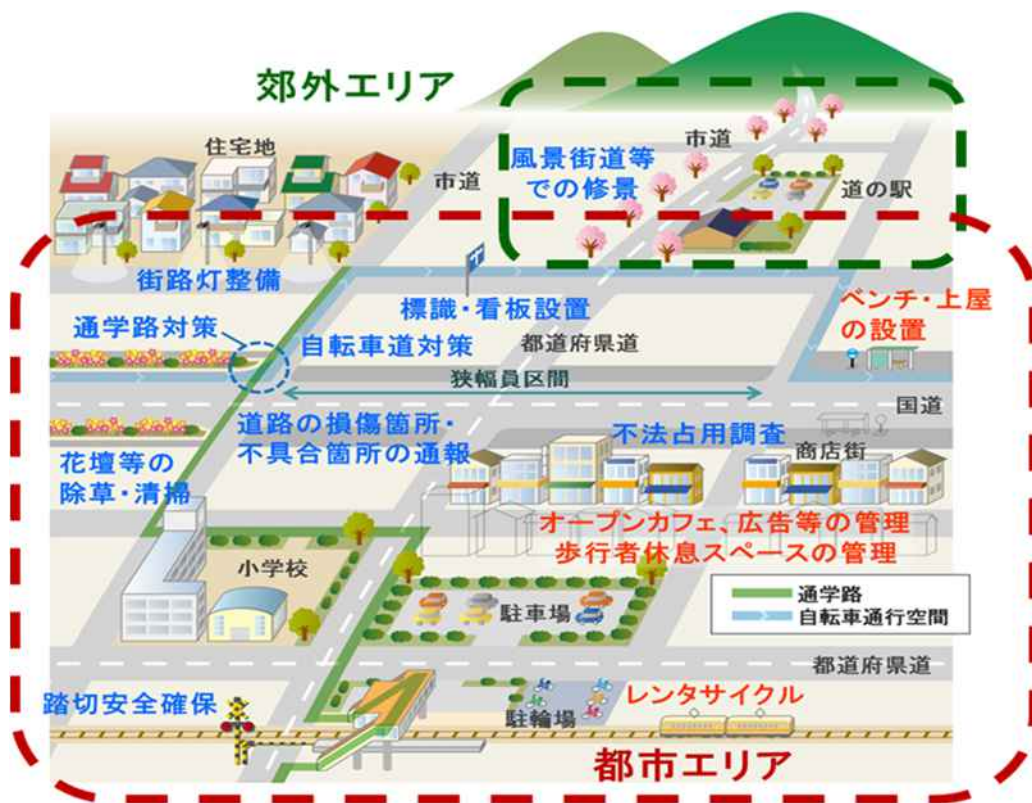 郊外エリア
住宅地
市道
市道
風景街道等
での修景
道の駅
街路灯整備
標識・看板設置
ベンチ・上屋
の設置
通学路対策
自転車道対策
都道府県道
狭幅員区間
国道
道路の損傷箇所・
不具合箇所の通報
不法占用調査
商店街
花壇等の
除草・清掃
オープンカフェ、広告等の管理
歩行者休息スペースの管理
小学校
通学路
自転車通行空間
駐車場
都道府県道
踏切安全確保
駐輪場
レンタサイクル
都市エリア